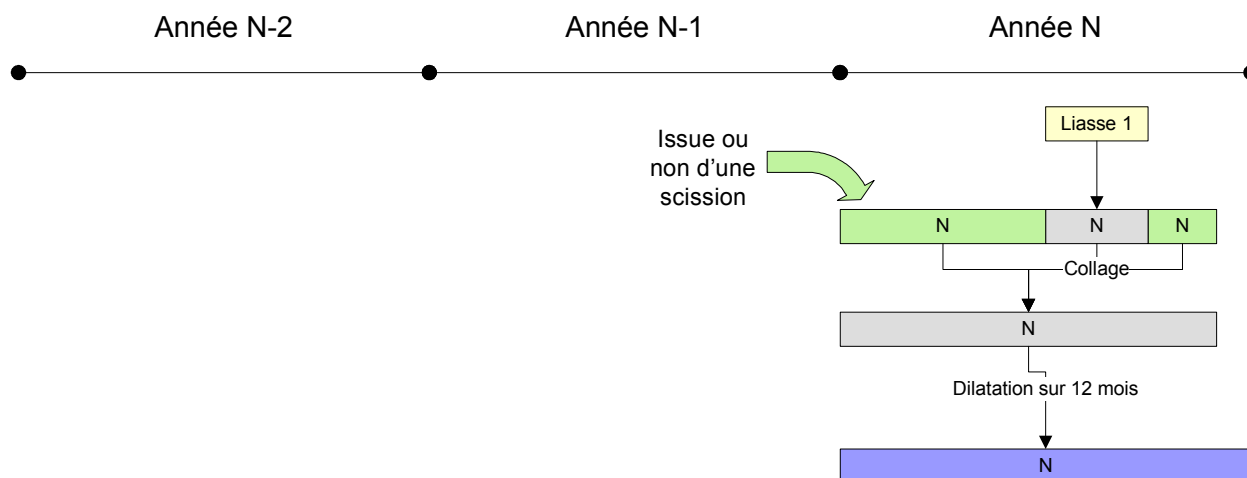 Année N-2
Année N-1
Année N
Liasse 1
Issue ou
non d'une
scission
N
N
N
Collage
N
Dilatation sur 12 mois
N